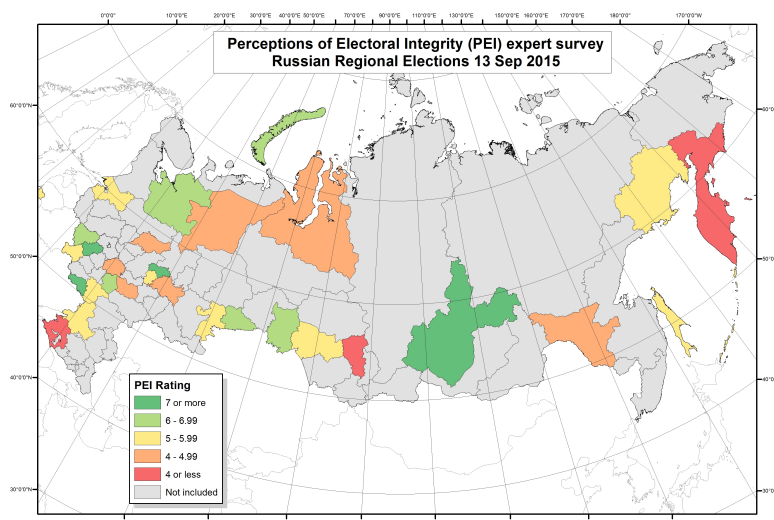 0°0'0" 10°0'0"E 20°0'0"E 30°0'0"E 40°0'0"E 50°0'0"E 70°0'0"E 90°0'0"E 110°0'0"E 130°0'0"E 150°0'0"E 160°0'0"E 170°0'0"E 180°0'0" 170°0'0"W
Perceptions of Electoral Integrity (PEI) expert survey
Russian Regional Elections 13 Sep 2015
60°0'0"N
50°0'0"N
40°0'0"N
30°0'0"N
PEI Rating
7 or more
6 - 6.99
5 - 5.99
4 - 4.99
4 or less
Not included